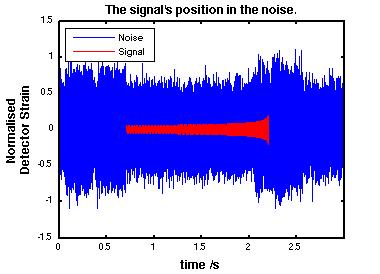 The signal's position in the noise.
1.5
Noise
Signal
1
0.5
0
-0.5
-1
-1.5
Normalised
Detector Strain
0 0.5 1 1.5 2 2.5
time /s